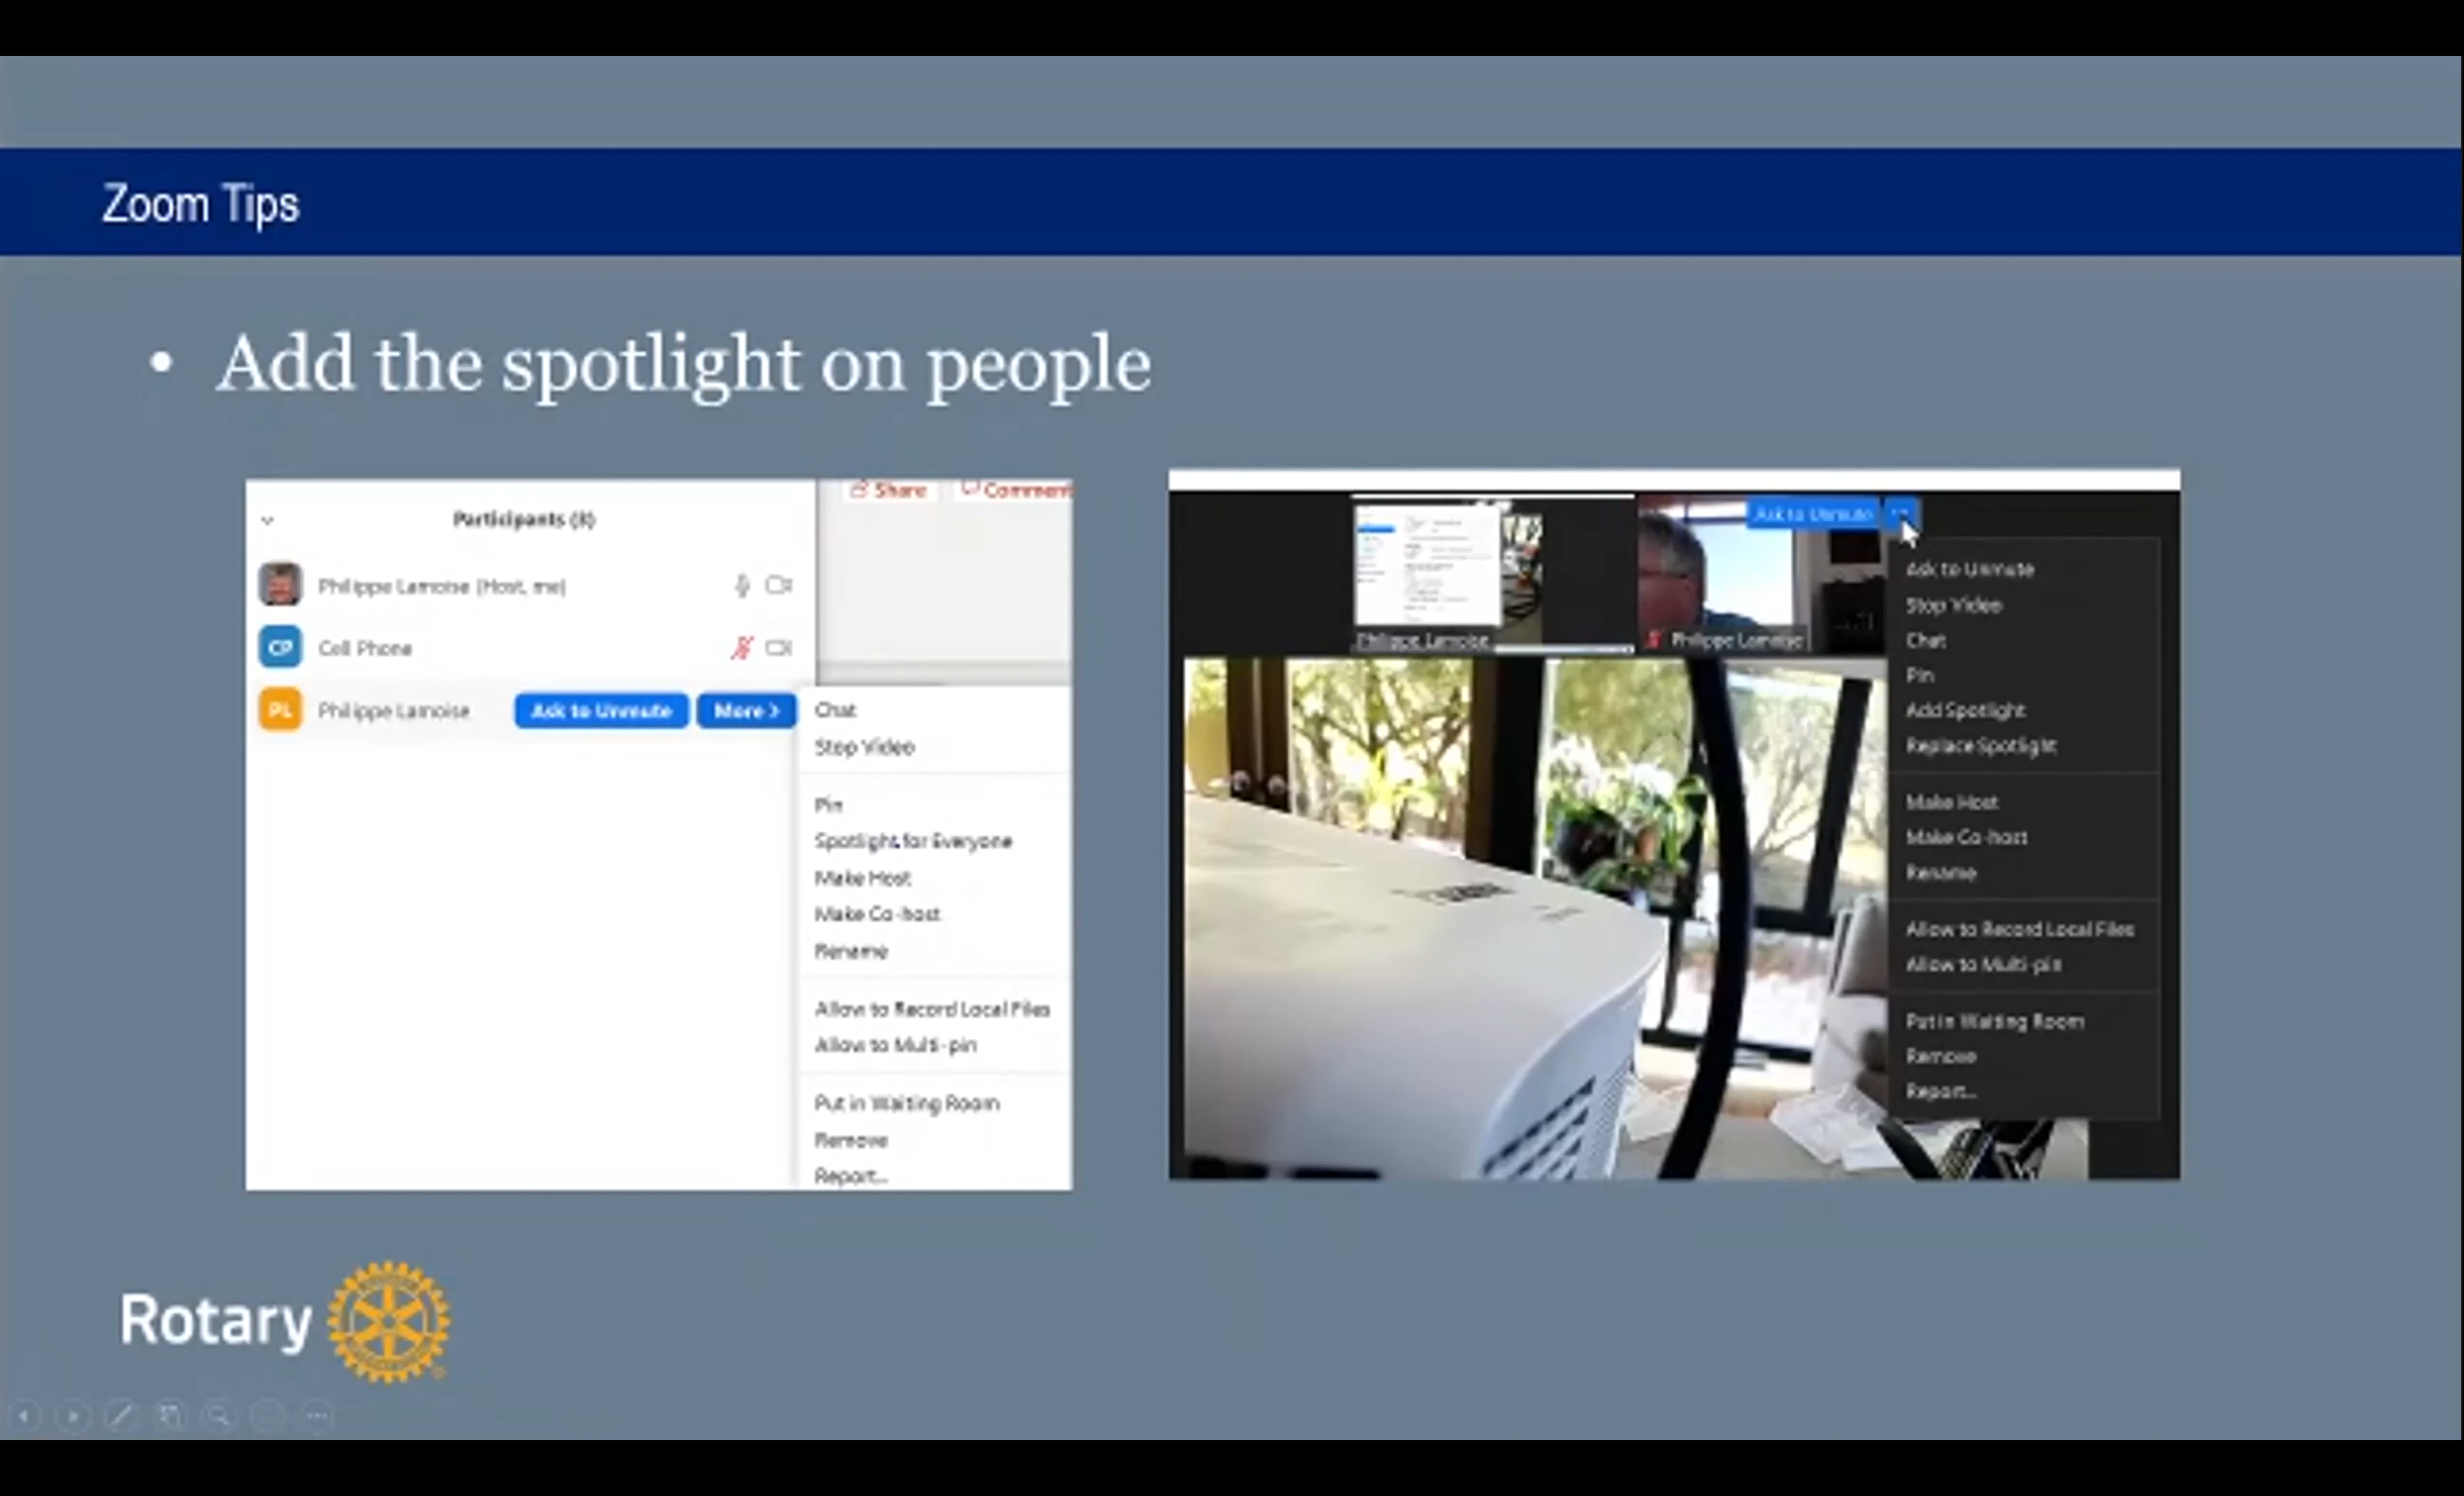 Zoom Tips
• Add the spotlight on people
Share Comment
Participants (3)
Philippe Lamoise (Host, me)
CP Cell Phone
PL Philippe Lamoise Ask to Unmute More >
Chat
Stop Video
Pin
Spotlight for Everyone
Make Host
Make Co-host
Rename
Allow to Record Local Files
Allow to Multi-pin
Put in Waiting Room
Remove
Report...
Ask to Unmute ...
Philippe Lamoise
Philippe Lamoise
Ask to Unmute
Stop Video
Chat
Pin
Add Spotlight
Replace Spotlight
Make Host
Make Co-host
Rename
Allow to Record Local Files
Allow to Multi-pin
Put in Waiting Room
Remove
Report...
Rotary